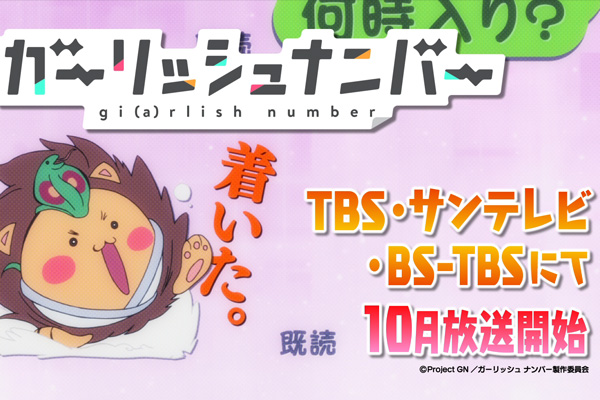 何時入り?
既読
ガーリッシュナンバー
gi(a)rlish number
着いた。
TBS・サンテレビ
・BS-TBSにて
既読
10月放送開始
©Project GN／ガーリッシュ ナンバー製作委員会